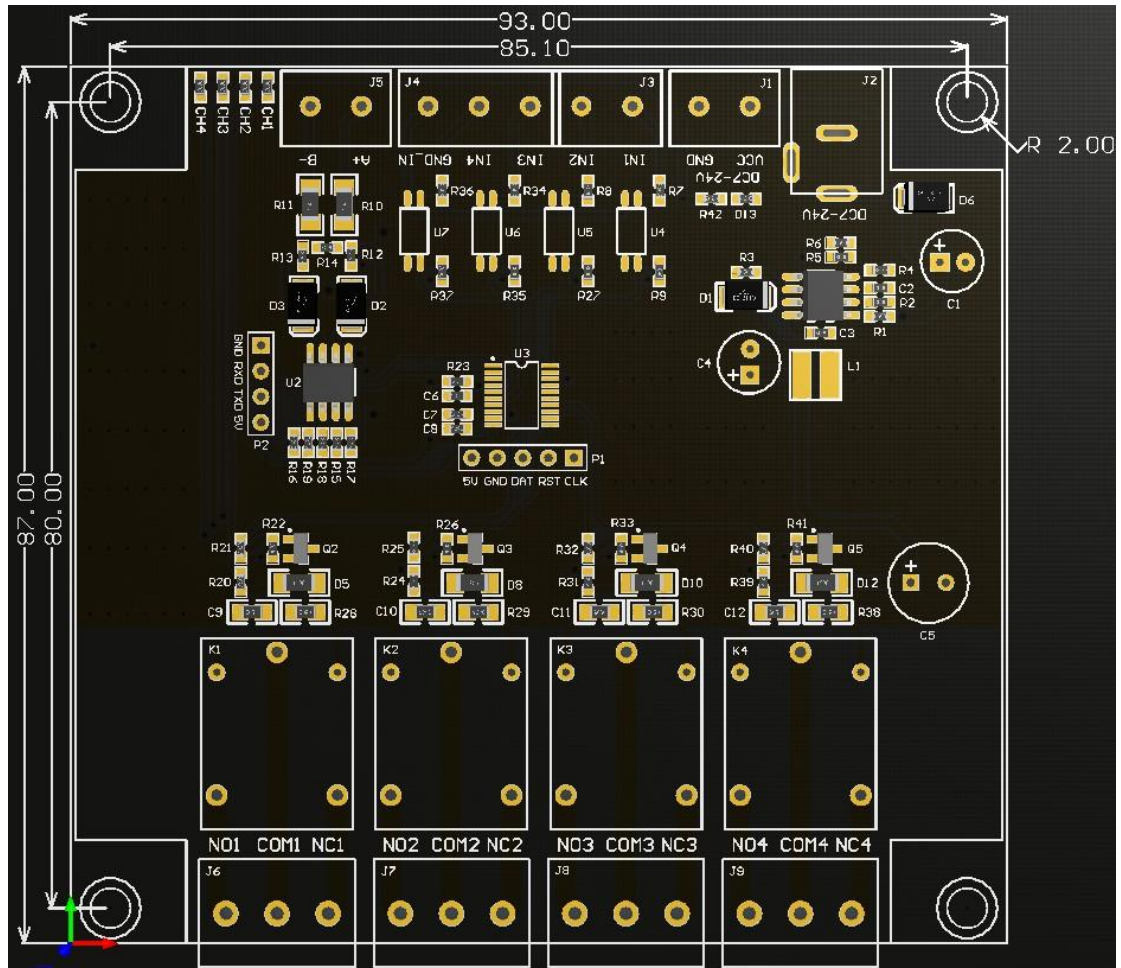 93.00
85.10
87.00
80.00
R 2.00
CH4
CH3
CH2
CH1
J5
J4
J3
J1
J2
B-
A+
GND_IN
IN4
IN3
IN2
IN1
GND
VCC
DC7-24V
DC7-24V
R11
R10
R36
R34
R8
R7
R42
D13
D6
U7
U6
U5
U4
R13
R14
R12
R6
R5
R37
R35
R27
R9
R3
R4
C2
R2
R1
C1
D3
D2
D1
C3
GND RXD TXD 5V
P2
U2
R23
C6
C7
C8
U3
C4
L1
R16
R19
R18
R15
R17
P1
5V GND DAT RST CLK
R22
R26
R33
R41
R21
Q2
R25
Q3
R32
Q4
R40
Q5
R20
D5
R24
D8
R31
D10
R39
D12
C9
R28
C10
R29
C11
R30
C12
R38
C5
K1
K2
K3
K4
NO1 COM1 NC1
NO2 COM2 NC2
NO3 COM3 NC3
NO4 COM4 NC4
J6
J7
J8
J9